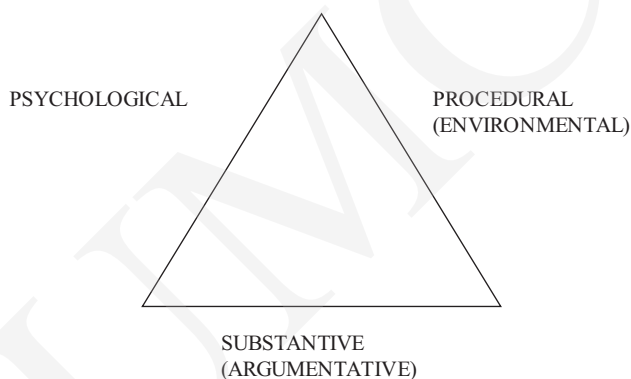 PSYCHOLOGICAL
PROCEDURAL
(ENVIRONMENTAL)
SUBSTANTIVE
(ARGUMENTATIVE)